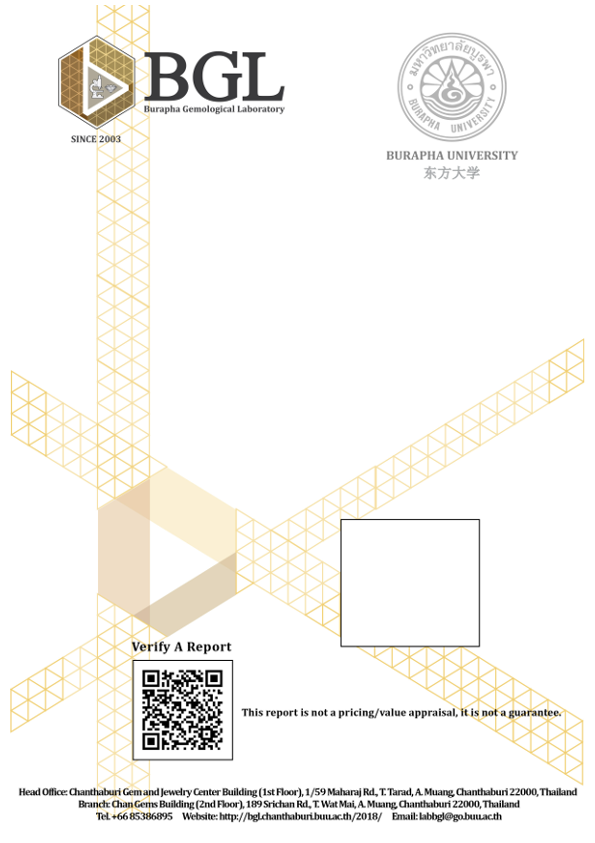 BGL
Burapha Gemological Laboratory
SINCE 2003
มหาวิทยาลัยบูรพา
BURAPHA UNIVERSITY
BURAPHA UNIVERSITY
东方大学
Verify A Report
This report is not a pricing/value appraisal, it is not a guarantee.
Head Office: Chanthaburi Gem and Jewelry Center Building (1st Floor), 1/59 Maharaj Rd., T. Tarad, A. Muang, Chanthaburi 22000, Thailand
Branch: Chan Gems Building (2nd Floor), 189 Srichan Rd., T. Wat Mai, A. Muang, Chanthaburi 22000, Thailand
Tel. +66 85386895 Website: http://bgl.chanthaburi.buu.ac.th/2018/ Email: labbgl@go.buu.ac.th